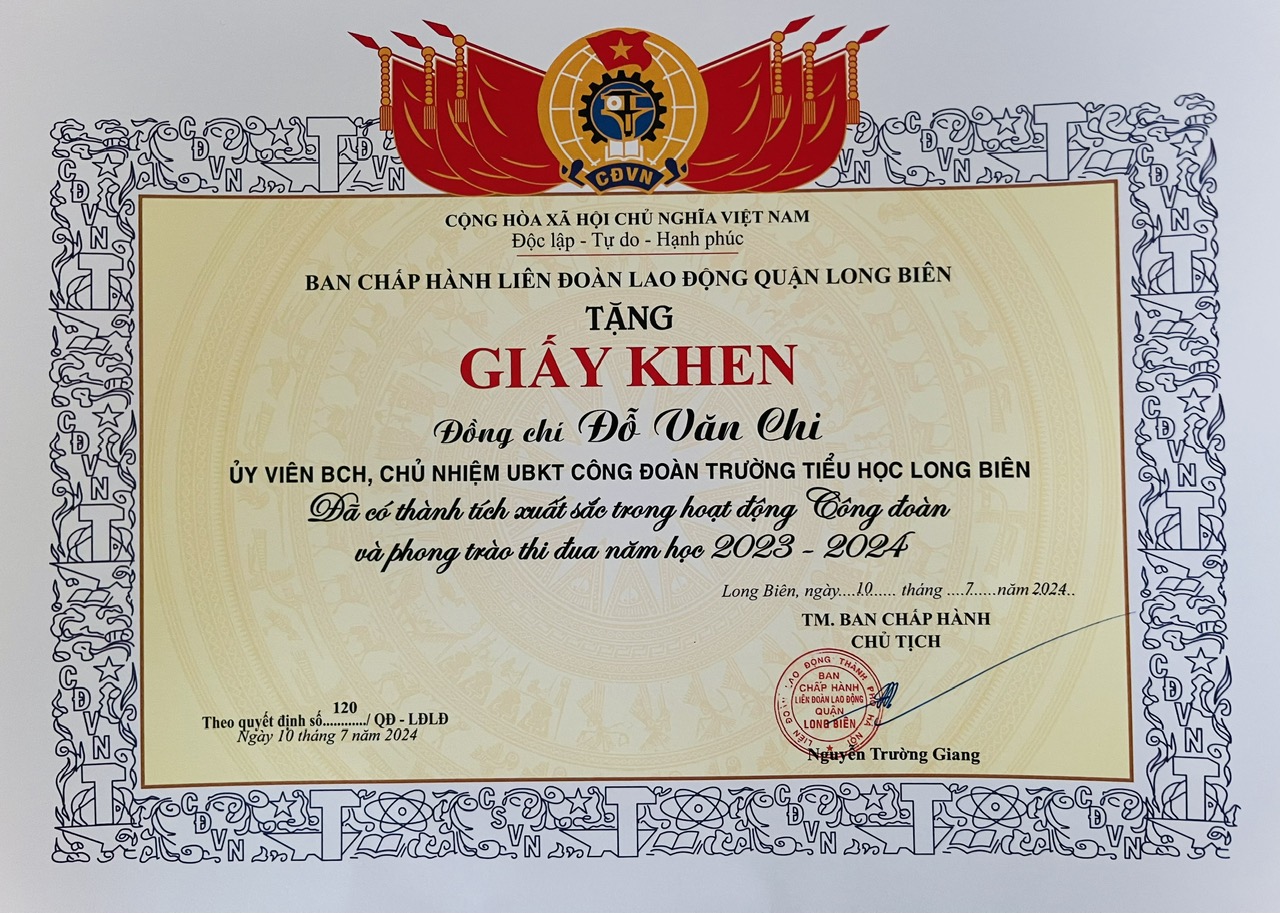 CĐVN
CỘNG HÒA XÃ HỘI CHỦ NGHĨA VIỆT NAM
Độc lập - Tự do - Hạnh phúc
BAN CHẤP HÀNH LIÊN ĐOÀN LAO ĐỘNG QUẬN LONG BIÊN
TẶNG
GIẤY KHEN
Đồng chí Đỗ Văn Chi
ỦY VIÊN BCH, CHỦ NHIỆM UBKT CÔNG ĐOÀN TRƯỜNG TIỂU HỌC LONG BIÊN
Đã có thành tích xuất sắc trong hoạt động Công đoàn
và phong trào thi đua năm học 2023 - 2024
Long Biên, ngày....10...... tháng ....7.....năm 2024..
TM. BAN CHẤP HÀNH
CHỦ TỊCH
ĐỘNG THÀNH PHỐ HÀ NỘI
BAN
CHẤP HÀNH
LIÊN ĐOÀN LAO ĐỘNG
QUẬN
LONG BIÊN
Nguyễn Trường Giang
Theo quyết định số....120..../ QĐ - LĐLĐ
Ngày 10 tháng 7 năm 2024